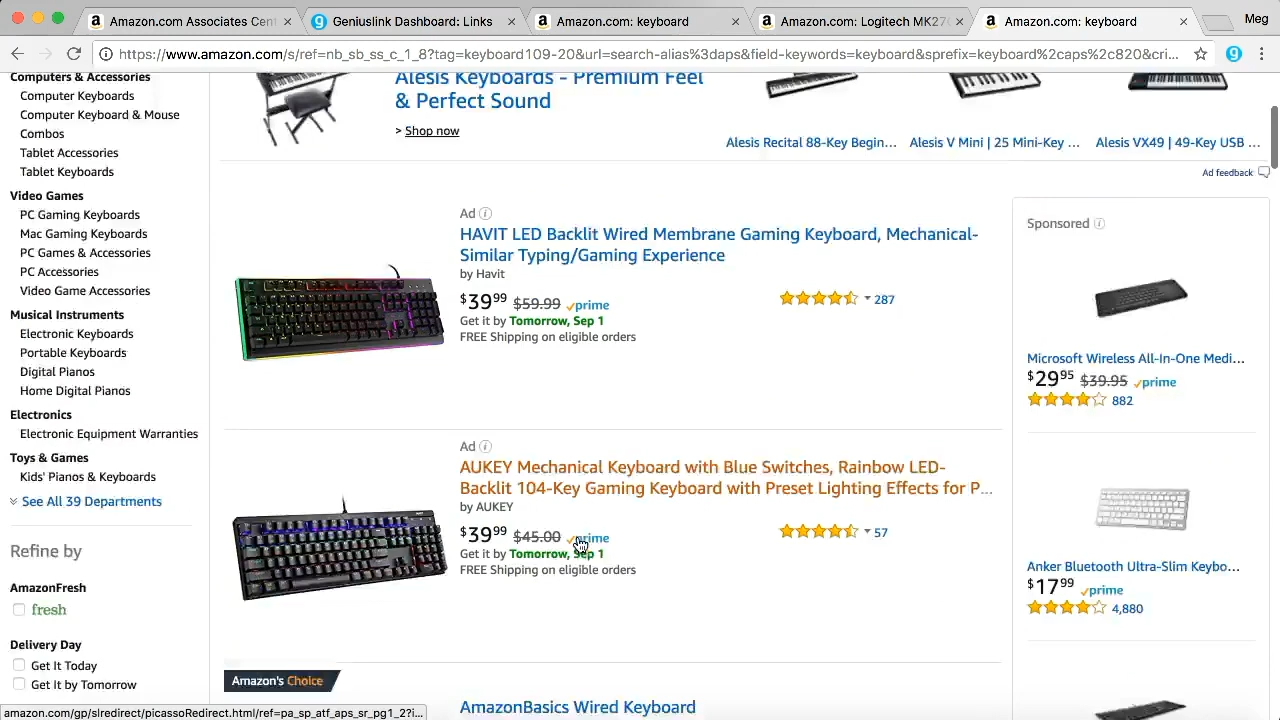 Amazon.com Associates Cent
Geniuslink Dashboard: Links
Amazon.com: keyboard
Amazon.com: Logitech MK270
Amazon.com: keyboard
Meg
https://www.amazon.com/s/ref=nb_sb_ss_c_1_8?tag=keyboard109-20&url=search-alias%3daps&field-keywords=keyboard&sprefix=keyboard%2caps%2c820&cri...
Computers & Accessories
Computer Keyboards
Computer Keyboard & Mouse
Combos
Tablet Accessories
Tablet Keyboards
Video Games
PC Gaming Keyboards
Mac Gaming Keyboards
PC Games & Accessories
PC Accessories
Video Game Accessories
Musical Instruments
Electronic Keyboards
Portable Keyboards
Digital Pianos
Home Digital Pianos
Electronics
Electronic Equipment Warranties
Toys & Games
Kids' Pianos & Keyboards
See All 39 Departments
Refine by
AmazonFresh
fresh
Delivery Day
Get It Today
Get It by Tomorrow
amazon.com/gp/slredirect/picassoRedirect.html/ref=pa_sp_atf_aps_sr_pg1_2?i...
Alesis Keyboards - Premium Feel
& Perfect Sound
> Shop now
Alesis Recital 88-Key Begin...
Alesis V Mini | 25 Mini-Key ...
Alesis VX49 | 49-Key USB ...
Ad feedback
Ad
HAVIT LED Backlit Wired Membrane Gaming Keyboard, Mechanical-
Similar Typing/Gaming Experience
by Havit
$39.99 $59.99 prime
287
Get it by Tomorrow, Sep 1
FREE Shipping on eligible orders
Ad
AUKEY Mechanical Keyboard with Blue Switches, Rainbow LED-
Backlit 104-Key Gaming Keyboard with Preset Lighting Effects for P...
by AUKEY
$39.99 $45.00 prime
57
Get it by Tomorrow, Sep 1
FREE Shipping on eligible orders
Amazon's Choice
AmazonBasics Wired Keyboard
Sponsored
Microsoft Wireless All-In-One Medi...
$29.95 $39.95 prime
882
Anker Bluetooth Ultra-Slim Keybo...
$17.99 prime
4,880